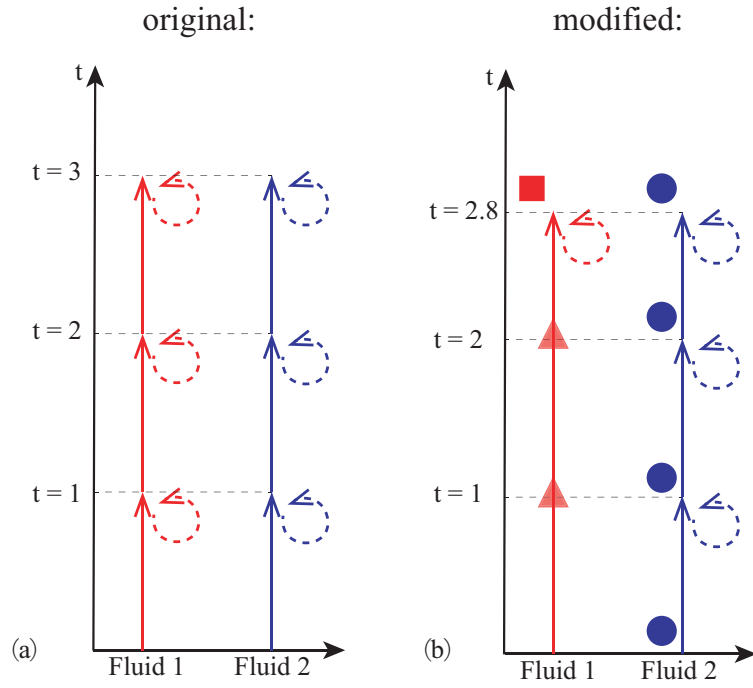 original:
t
t = 3
t = 2
t = 1
(a)
Fluid 1
Fluid 2
modified:
t
t = 2.8
t = 2
t = 1
(b)
Fluid 1
Fluid 2